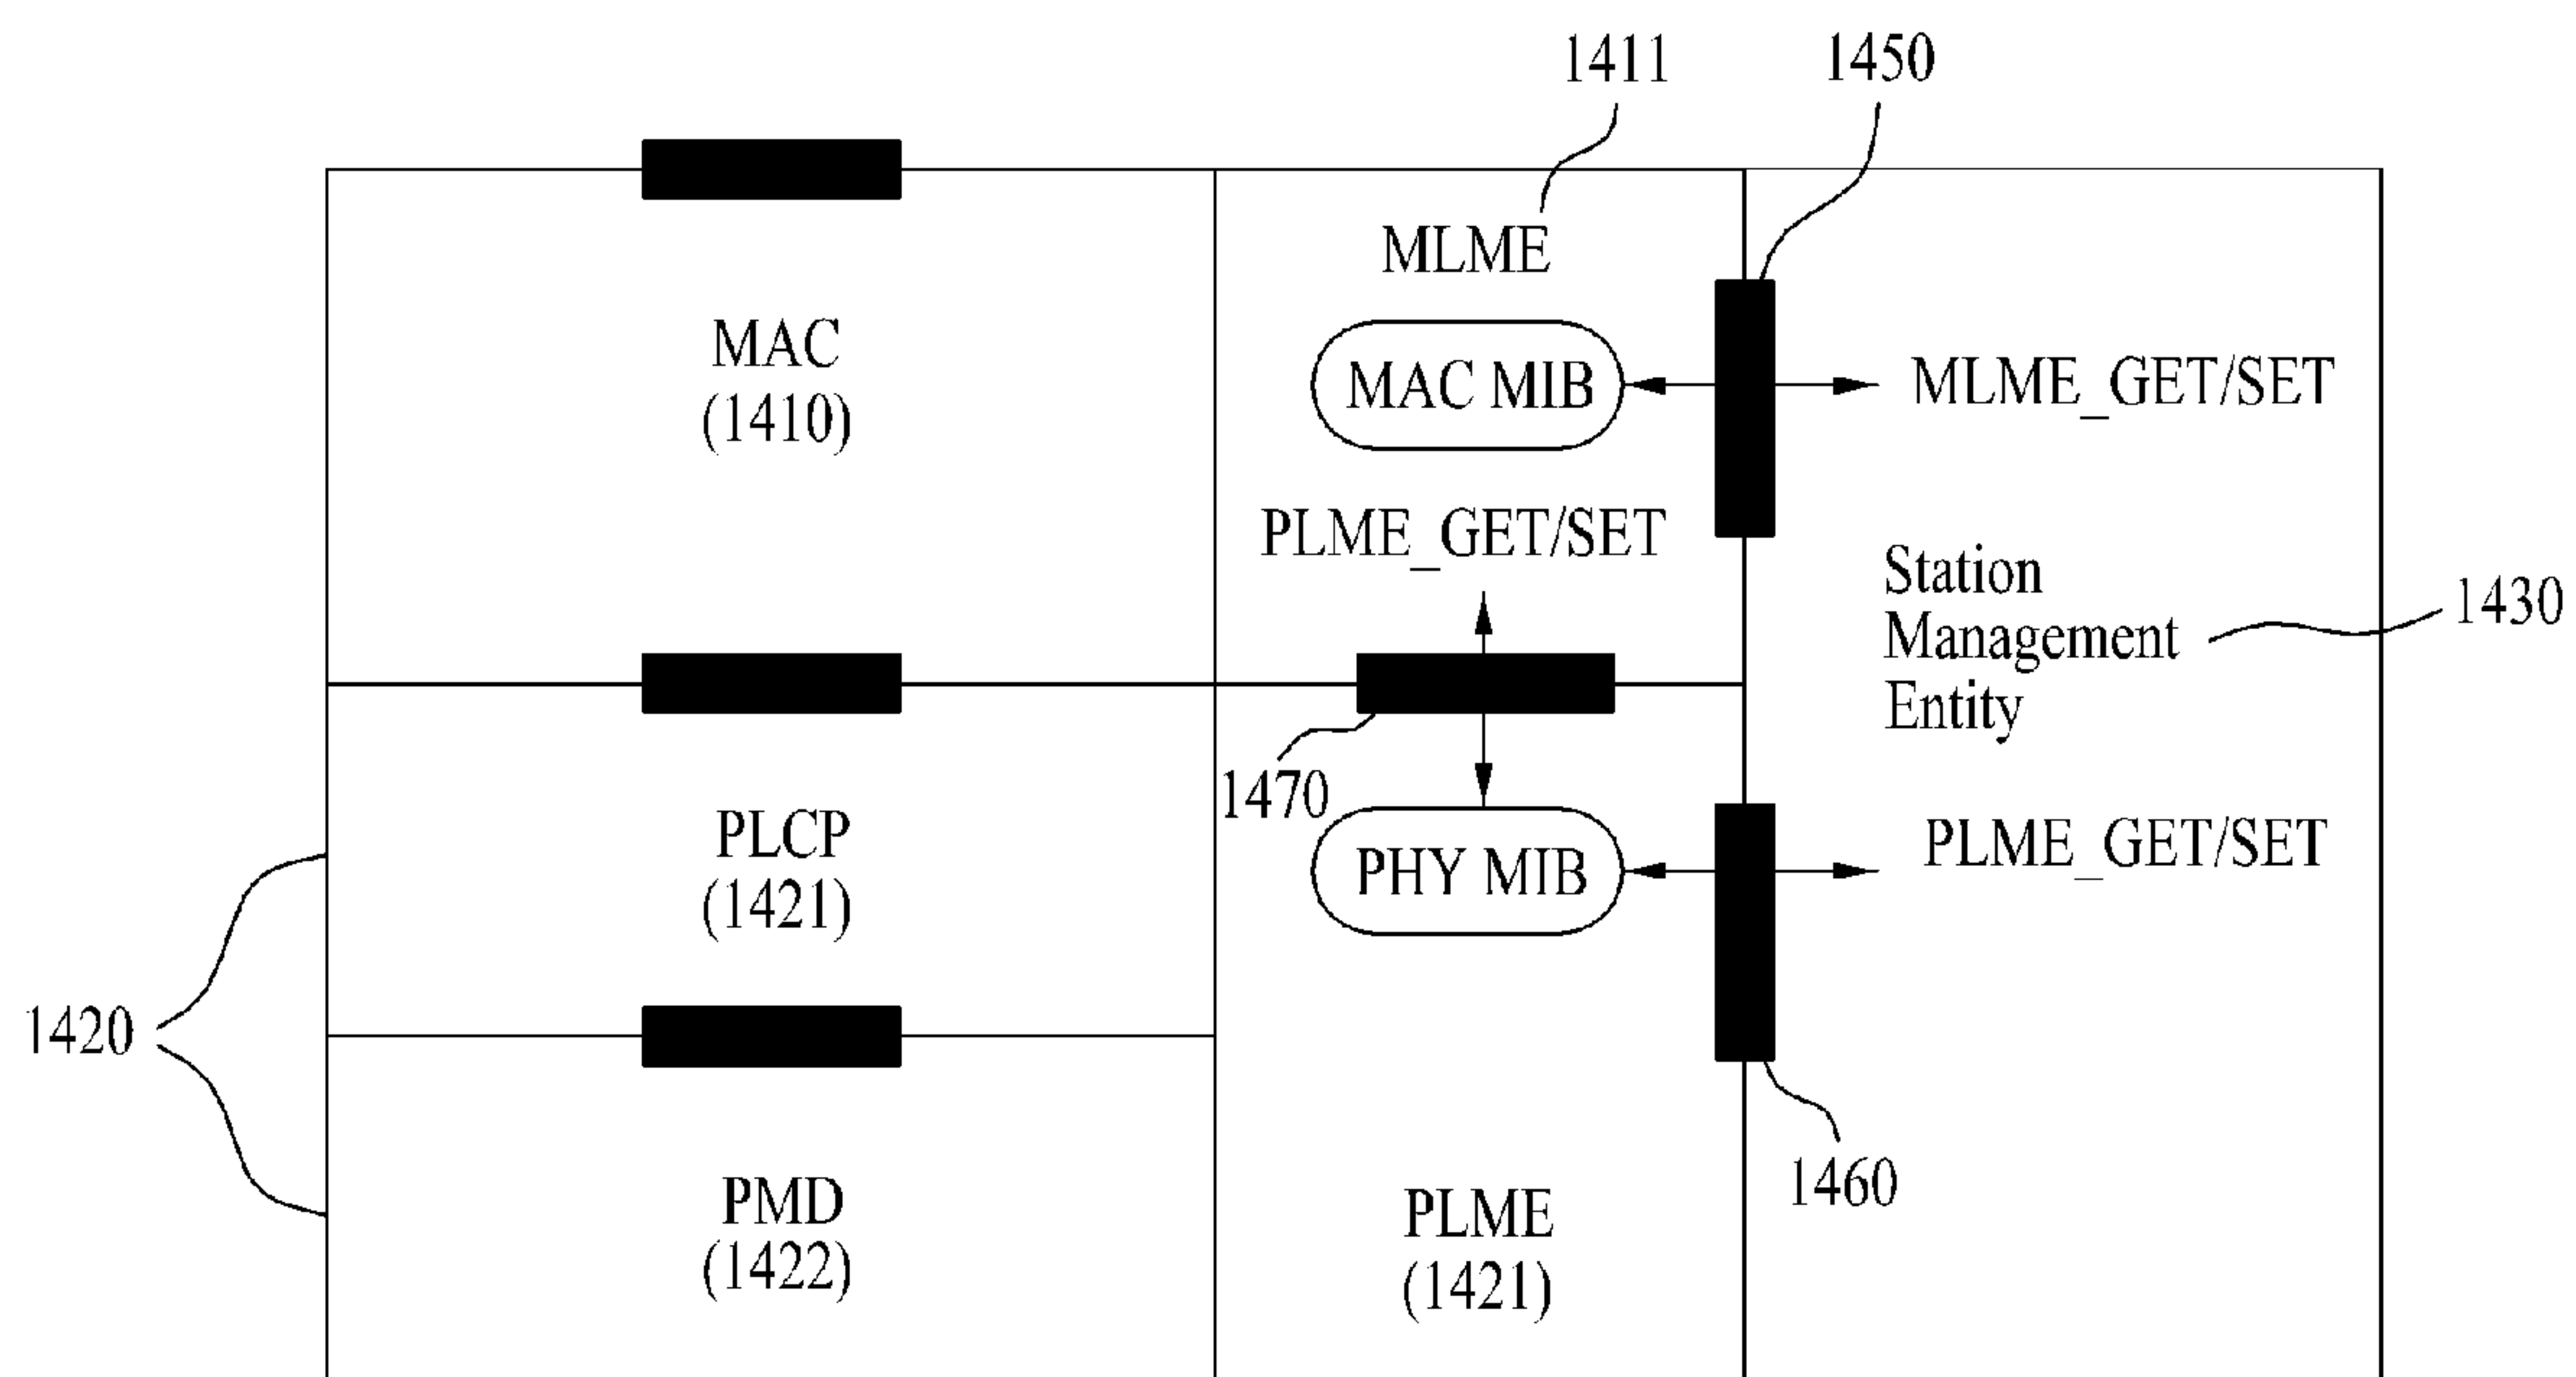 1411
1450
MLME
MAC
(1410)
MAC MIB
MLME_GET/SET
PLME_GET/SET
Station
Management
Entity
1430
1470
PLCP
(1421)
PHY MIB
PLME_GET/SET
1420
1460
PMD
(1422)
PLME
(1421)